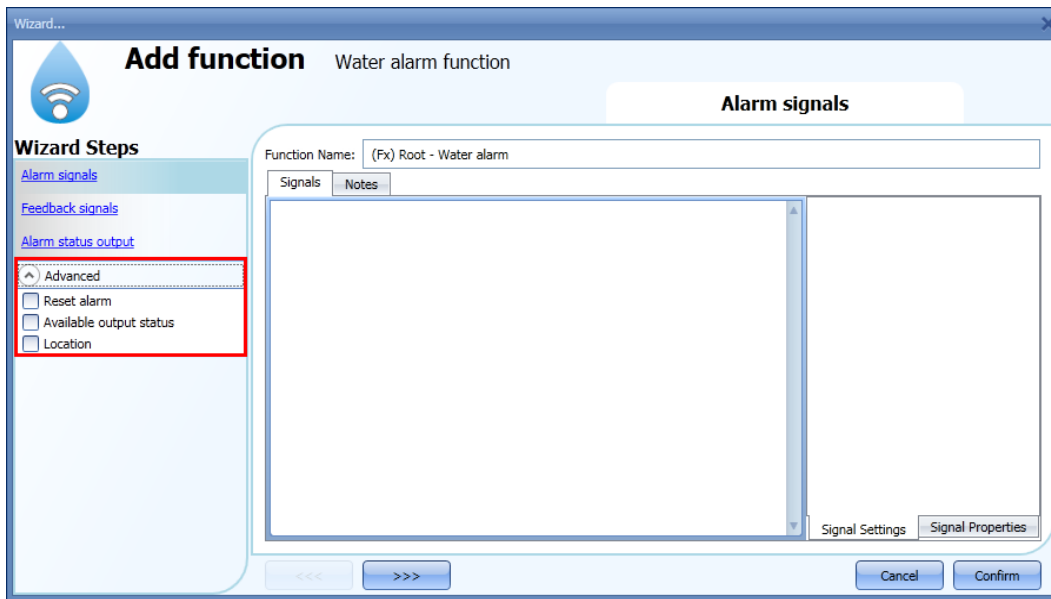 Wizard...
Add function Water alarm function
Alarm signals
Wizard Steps
Alarm signals
Feedback signals
Alarm status output
Advanced
Reset alarm
Available output status
Location
Function Name: (Fx) Root - Water alarm
Signals Notes
Signal Settings Signal Properties
<<< >>> Cancel Confirm